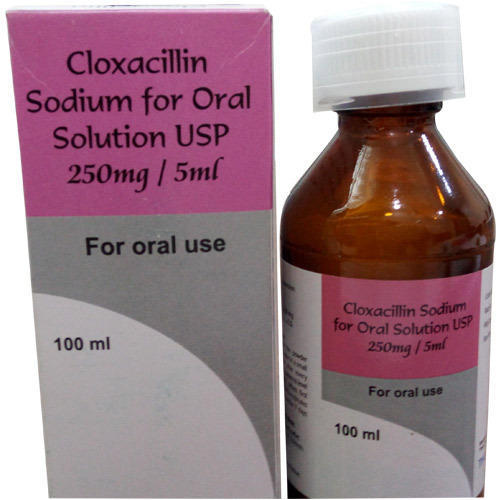 Cloxacillin
Sodium for Oral
Solution USP
250mg / 5ml
For oral use
100 ml
Cloxacillin Sodium
for Oral Solution USP
250mg / 5ml
For oral use
100 ml